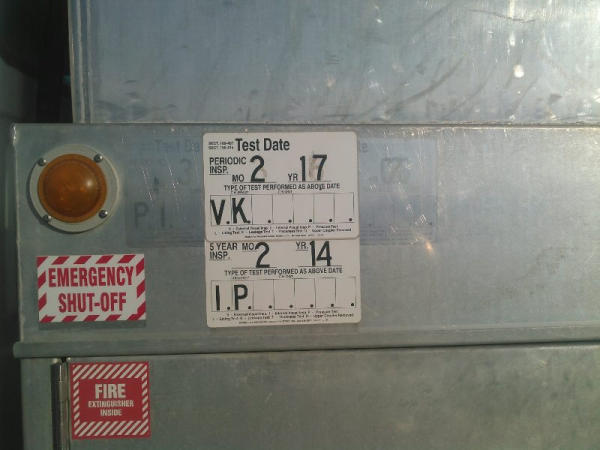 Test Date
PERIODIC
INSP. MO 2 YR 17
TYPE OF TEST PERFORMED AS ABOVE DATE
V.K.
5 YEAR MO 2 YR. 14
INSP.
TYPE OF TEST PERFORMED AS ABOVE DATE
I.P.
EMERGENCY
SHUT-OFF
FIRE
EXTINGUISHER
INSIDE